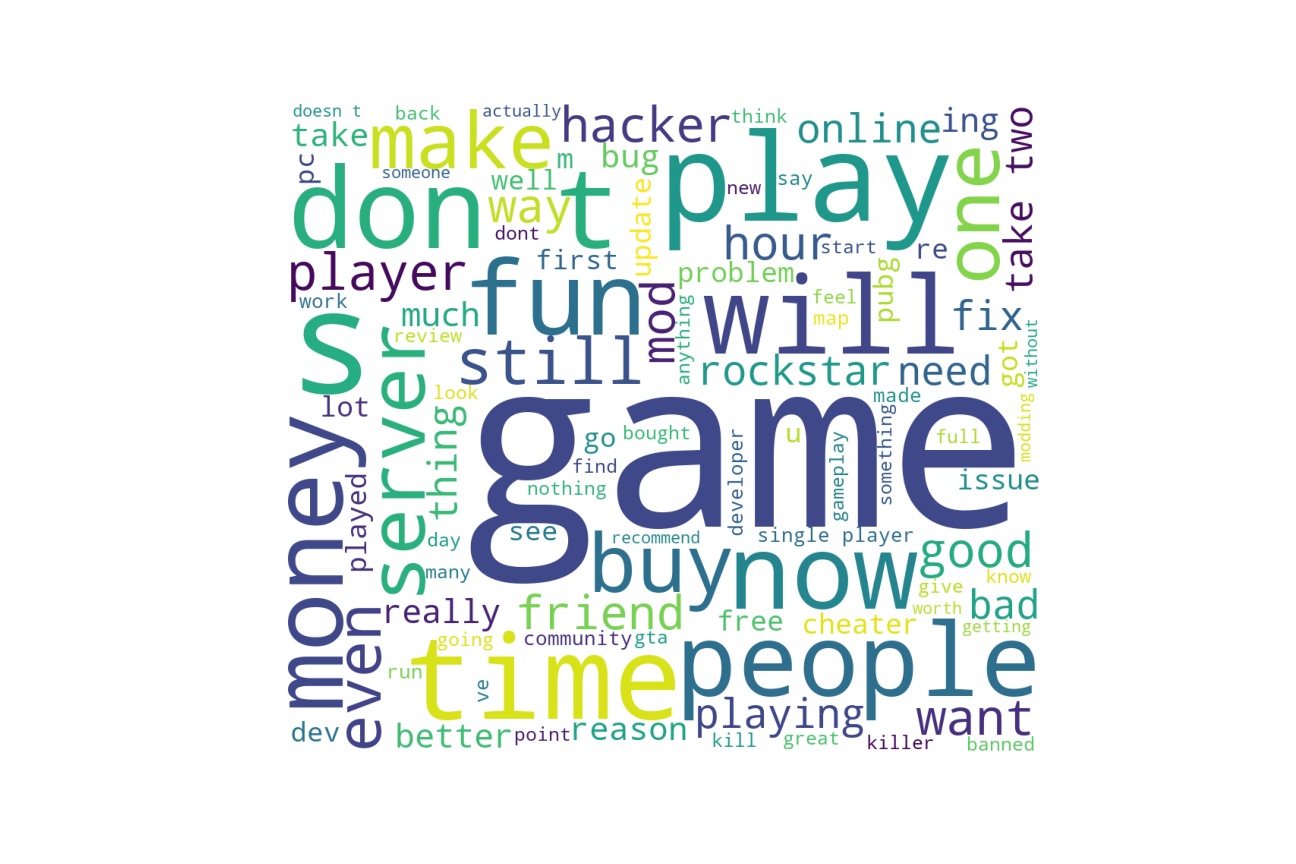 doesn t
back
actually
take
make
hacker
think
online
ing
take two
pc
someone
m
bug
play
one
don t
well
way
dont
update
new
say
player
first
hour
start
re
fun
problem
pubg
work
s
much
mod
anything
will
feel
map
fix
got
without
review
server
still
rockstar
need
money
lot
look
thing
game
made
modding
go
bought
u
full
something
played
find
nothing
developer
gameplay
issue
day
see
recommend
single player
many
buy
now
good
give
know
even
really
friend
free
worth
bad
cheater
getting
going
community
gta
time
people
run
ve
dev
better
point
reason
playing
want
kill
great
killer
banned